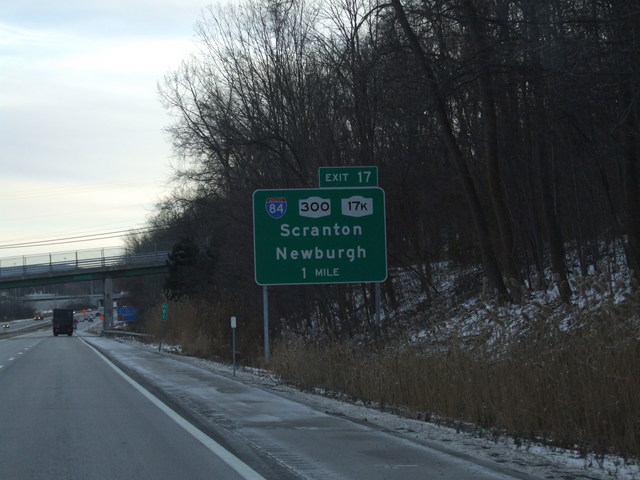 EXIT 17
84 300 17K
Scranton
Newburgh
1 MILE